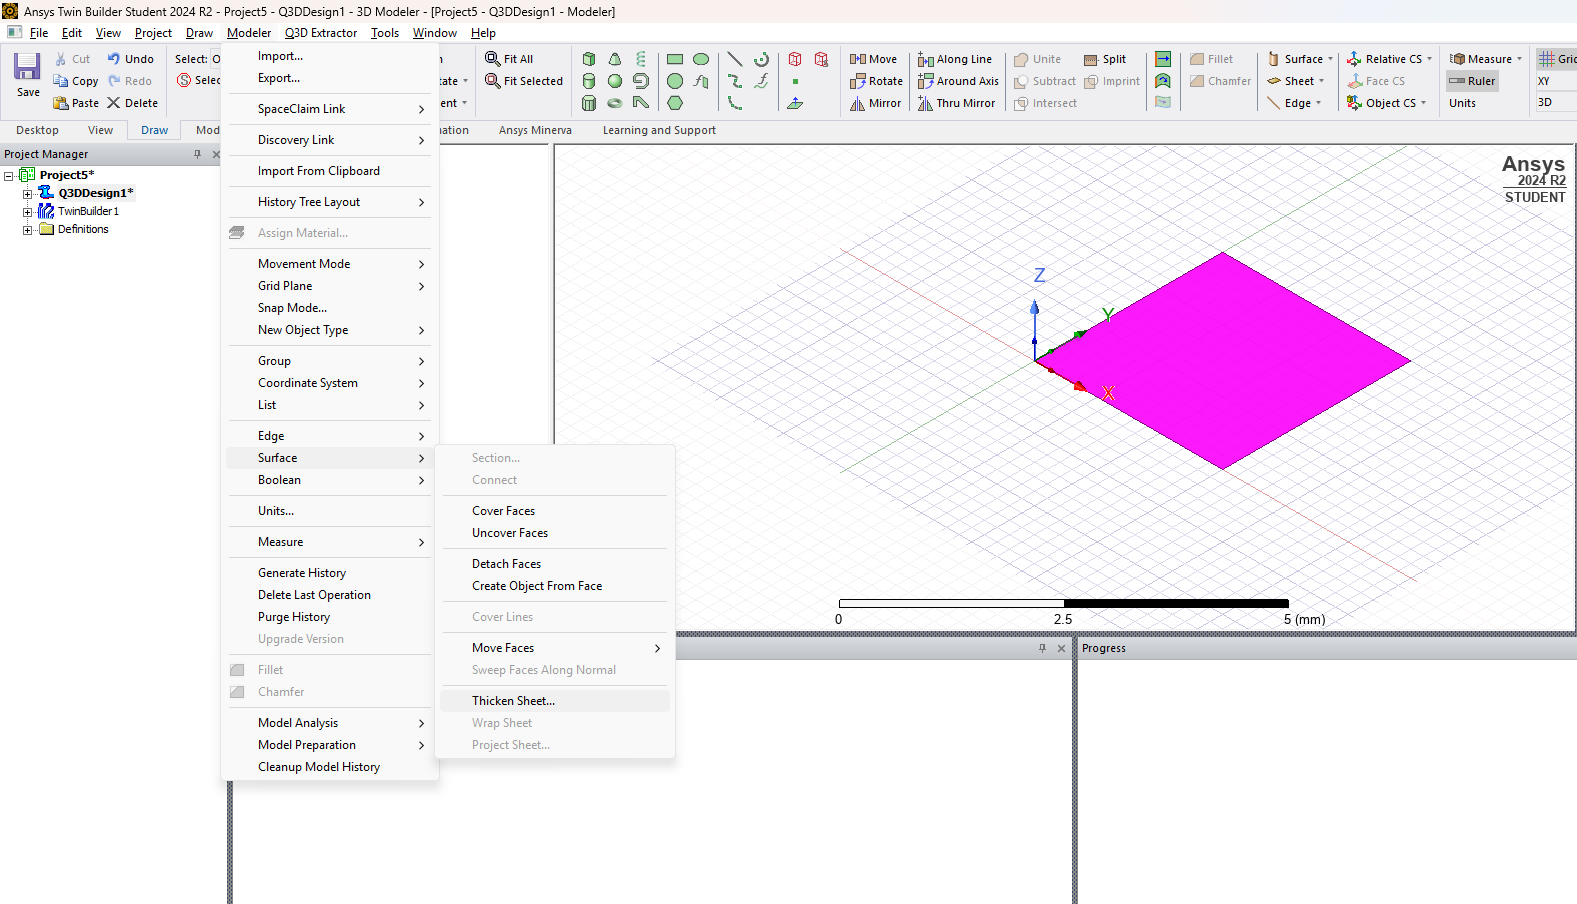 Ansys Twin Builder Student 2024 R2 - Project5 - Q3DDesign1 - 3D Modeler - [Project5 - Q3DDesign1 - Modeler]
File Edit View Project Draw Modeler Q3D Extractor Tools Window Help
Save
Cut
Copy
Paste
Undo
Redo
Delete
Select:
Fit All
Fit Selected
Move
Rotate
Mirror
Along Line
Around Axis
Thru Mirror
Unite
Subtract
Intersect
Split
Imprint
Fillet
Chamfer
Surface
Sheet
Edge
Relative CS
Face CS
Object CS
Measure
Ruler
Units
XY
3D
Desktop View Draw
Ansys Minerva Learning and Support
Project Manager
Project5*
Q3DDesign1*
TwinBuilder1
Definitions
Import...
Export...
SpaceClaim Link
Discovery Link
Import From Clipboard
History Tree Layout
Assign Material...
Movement Mode
Grid Plane
Snap Mode...
New Object Type
Group
Coordinate System
List
Edge
Surface
Boolean
Units...
Measure
Generate History
Delete Last Operation
Purge History
Upgrade Version
Fillet
Chamfer
Model Analysis
Model Preparation
Cleanup Model History
Section...
Connect
Cover Faces
Uncover Faces
Detach Faces
Create Object From Face
Cover Lines
Move Faces
Sweep Faces Along Normal
Thicken Sheet...
Wrap Sheet
Project Sheet...
Ansys
2024 R2
STUDENT
Z
Y
X
0 2.5 5 (mm)
Progress